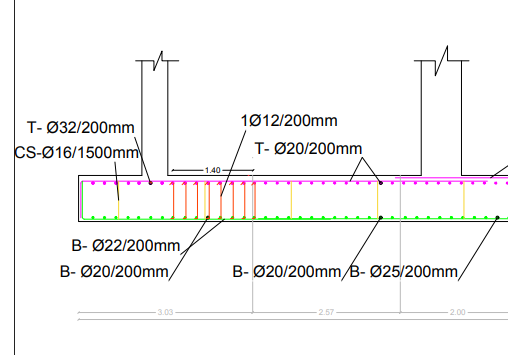 1Ø12/200mm
T- Ø32/200mm
T- Ø20/200mm
CS-Ø16/1500mm
1.40
B- Ø22/200mm
B- Ø20/200mm
B- Ø20/200mm
B- Ø25/200mm
3.03
2.57
2.00